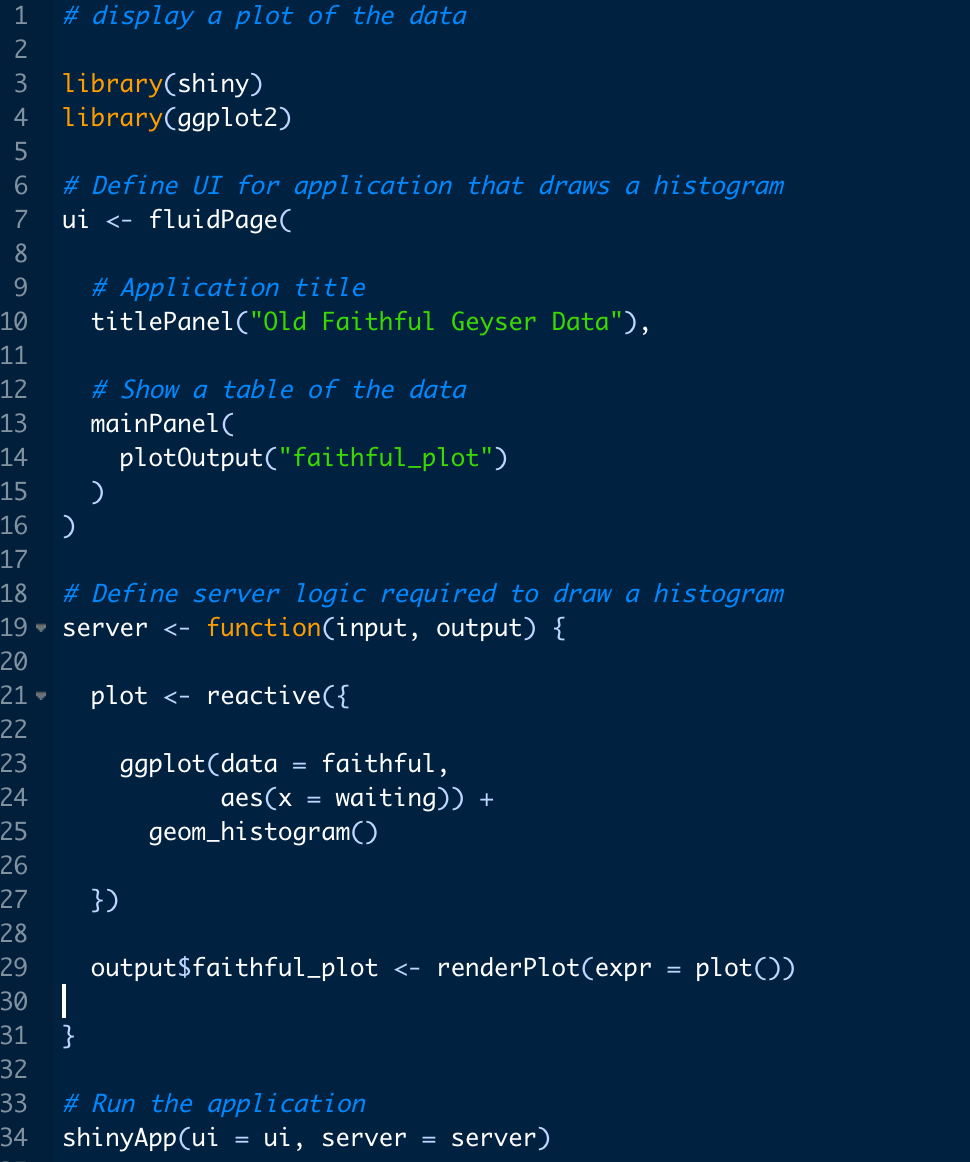 1 # display a plot of the data
2
3 library(shiny)
4 library(ggplot2)
5
6 # Define UI for application that draws a histogram
7 ui <- fluidPage(
8
9   # Application title
10   titlePanel("Old Faithful Geyser Data"),
11
12   # Show a table of the data
13   mainPanel(
14     plotOutput("faithful_plot")
15   )
16 )
17
18 # Define server logic required to draw a histogram
19 server <- function(input, output) {
20
21   plot <- reactive({
22
23     ggplot(data = faithful,
24            aes(x = waiting)) +
25       geom_histogram()
26
27   })
28
29   output$faithful_plot <- renderPlot(expr = plot())
30
31 }
32
33 # Run the application
34 shinyApp(ui = ui, server = server)